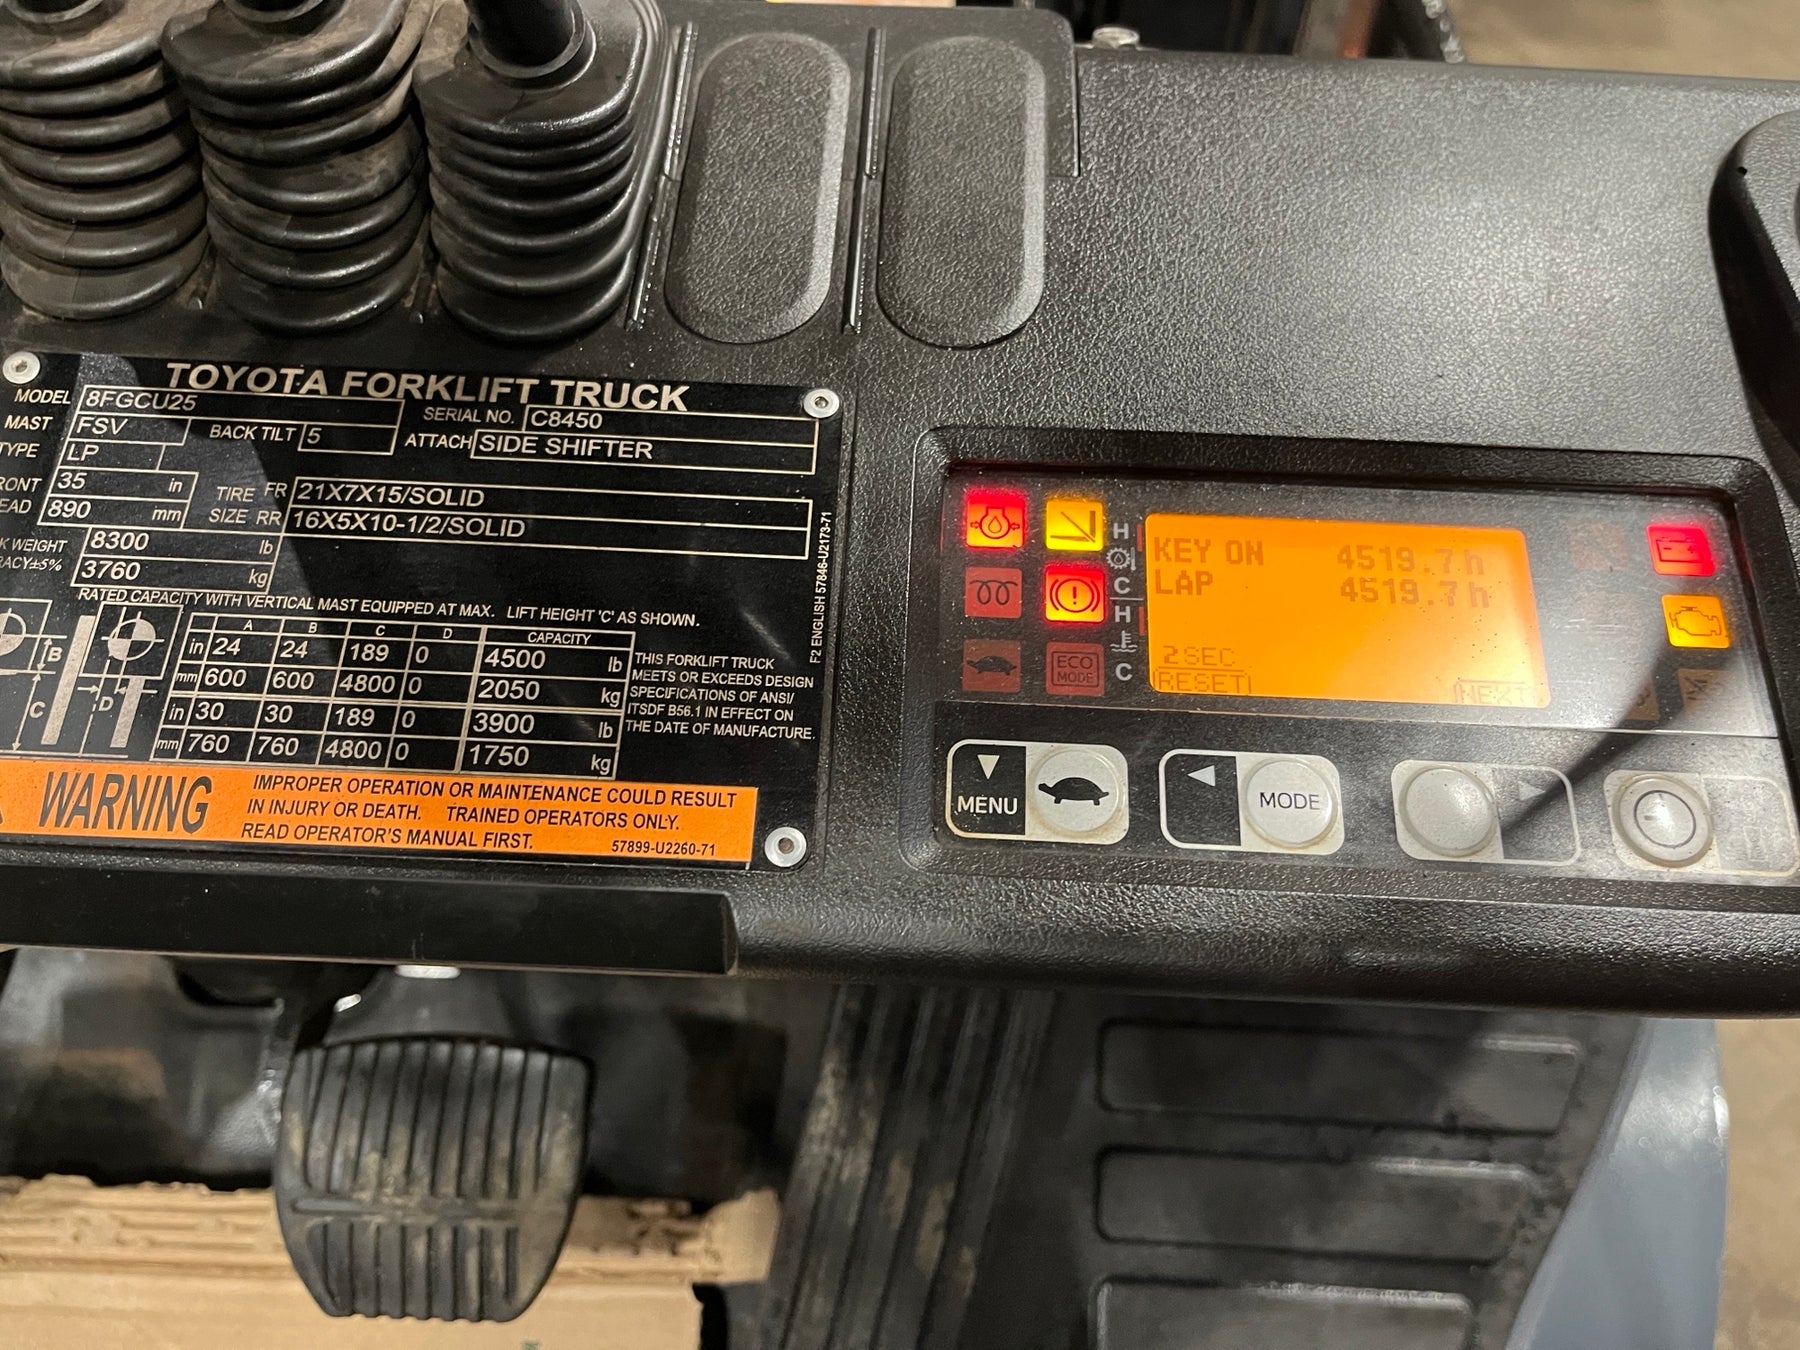 TOYOTA FORKLIFT TRUCK
MODEL 8FGCU25
SERIAL NO. C8450
MAST FSV
BACK TILT 5
ATTACH SIDE SHIFTER
TYPE LP
35 in
890 mm
TIRE SIZE
FR 21X7X15/SOLID
RR 16X5X10-1/2/SOLID
WEIGHT 8300 lb
±5% 3760 kg
F2 ENGLISH 57846-U2173-71
RATED CAPACITY WITH VERTICAL MAST EQUIPPED AT MAX. LIFT HEIGHT 'C' AS SHOWN.
A B C D CAPACITY
in 24 24 189 0 4500 lb
mm 600 600 4800 0 2050 kg
in 30 30 189 0 3900 lb
mm 760 760 4800 0 1750 kg
B
C
D
THIS FORKLIFT TRUCK
MEETS OR EXCEEDS DESIGN
SPECIFICATIONS OF ANSI/
ITSDF B56.1 IN EFFECT ON
THE DATE OF MANUFACTURE.
WARNING
IMPROPER OPERATION OR MAINTENANCE COULD RESULT
IN INJURY OR DEATH. TRAINED OPERATORS ONLY.
READ OPERATOR'S MANUAL FIRST.
57899-U2260-71
H
C
H
C
ECO
MODE
KEY ON 4519.7h
LAP 4519.7h
2SEC
RESET
NEXT
MENU
MODE